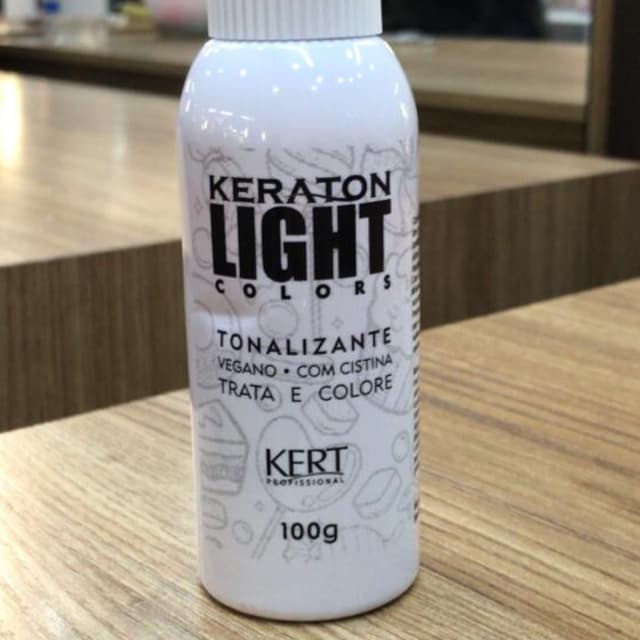 KERATON
LIGHT
COLORS
TONALIZANTE
VEGANO • COM CISTINA
TRATA E COLORE
KERT
PROFISSIONAL
100g